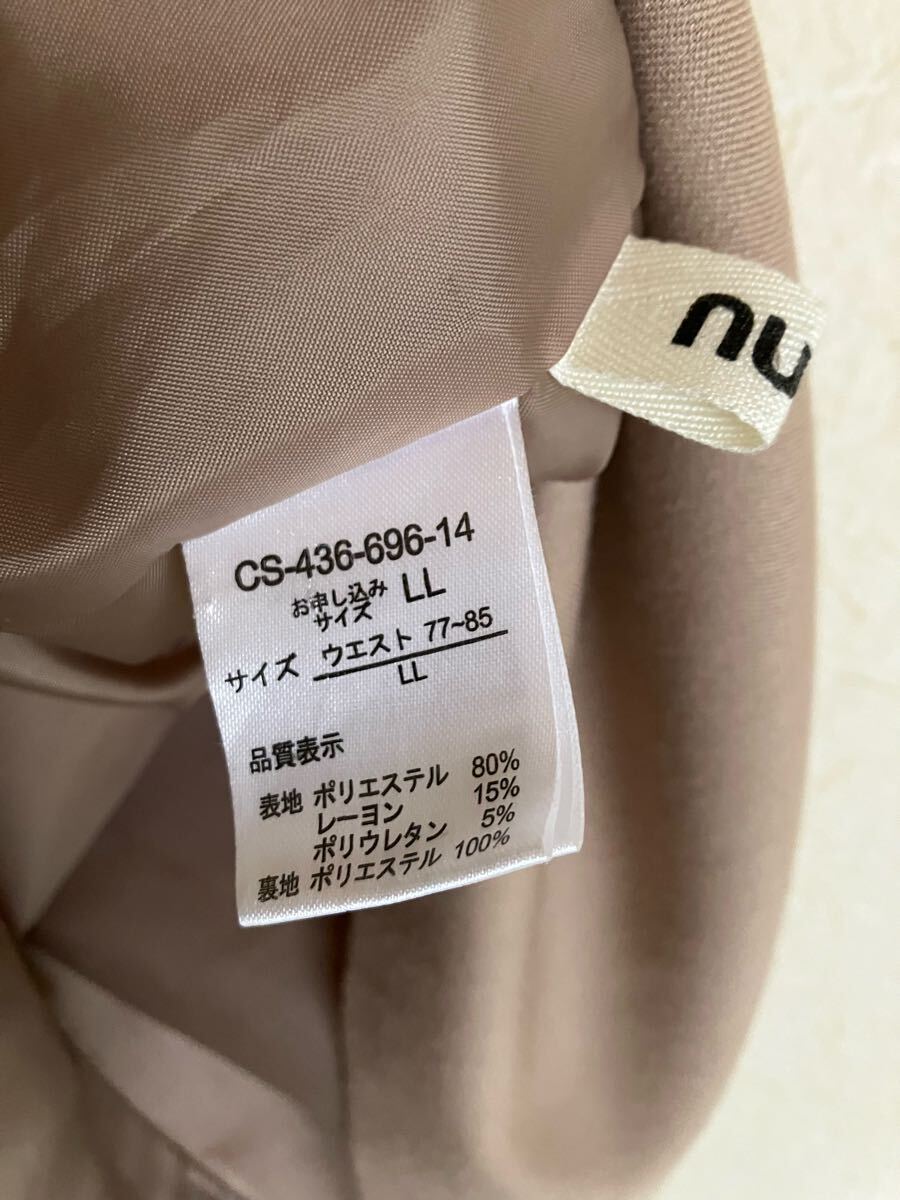 nu
CS-436-696-14
お申し込み
サイズ LL
サイズ ウエスト 77~85
LL
品質表示
表地 ポリエステル 80%
レーヨン 15%
ポリウレタン 5%
裏地 ポリエステル 100%